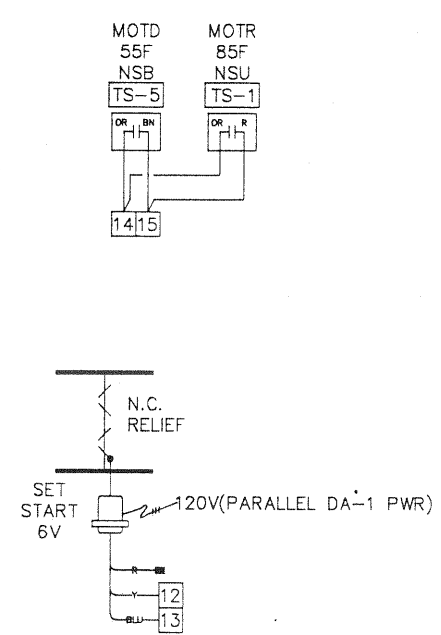 MOTD MOTR
55F 85F
NSB NSU
TS-5 TS-1
OR BN OR R
14 15
N.C.
RELIEF
SET
START
6V
120V(PARALLEL DA-1 PWR)
R
Y 12
BLU 13